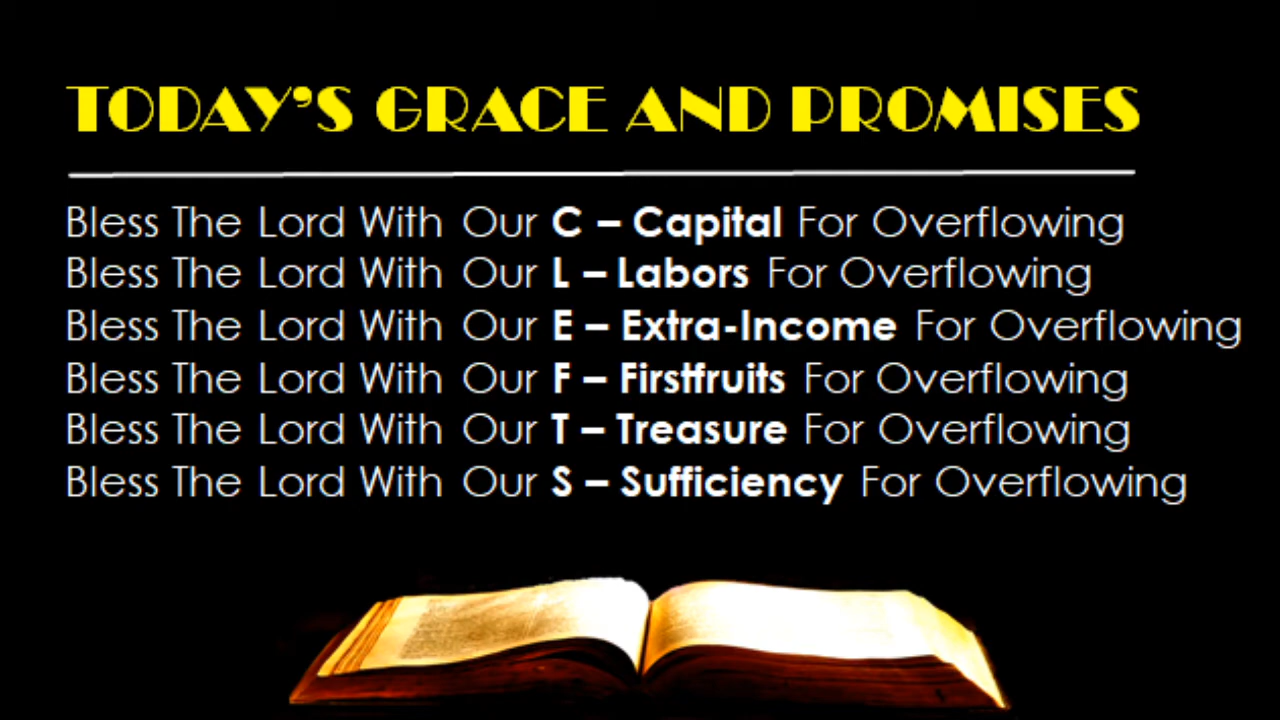 TODAY'S GRACE AND PROMISES
Bless The Lord With Our C – Capital For Overflowing
Bless The Lord With Our L – Labors For Overflowing
Bless The Lord With Our E – Extra-Income For Overflowing
Bless The Lord With Our F – Firstfruits For Overflowing
Bless The Lord With Our T – Treasure For Overflowing
Bless The Lord With Our S – Sufficiency For Overflowing